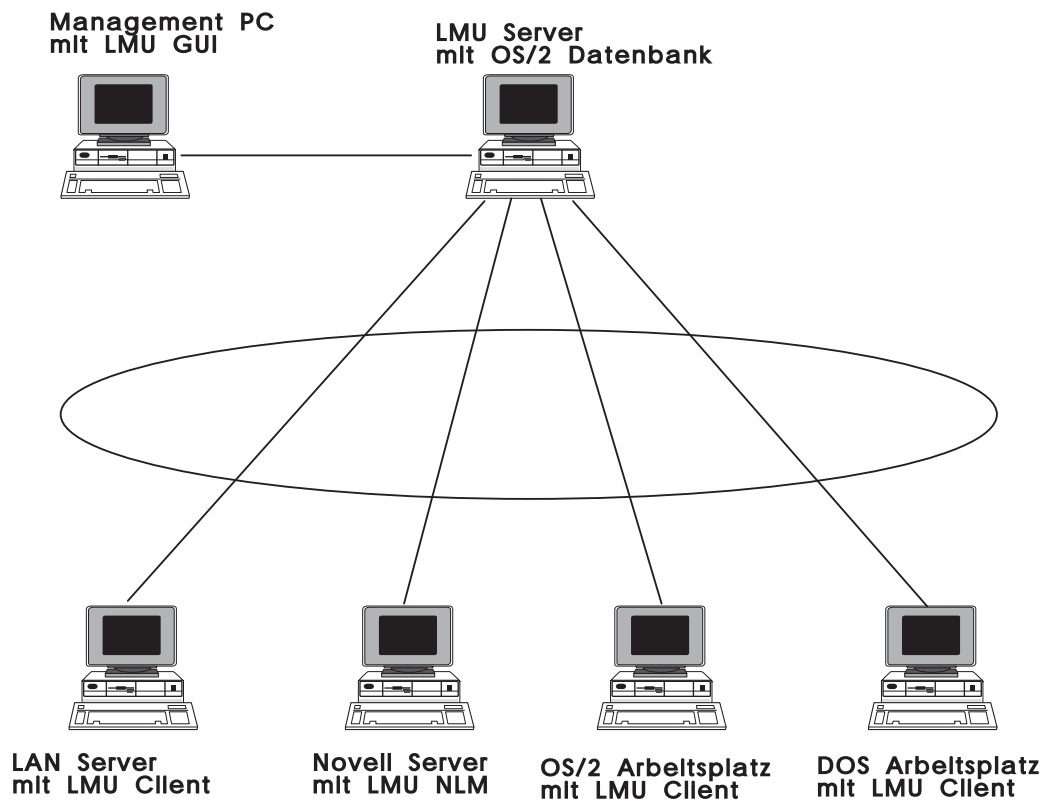 Management PC
mit LMU GUI
LMU Server
mit OS/2 Datenbank
LAN Server
mit LMU Client
Novell Server
mit LMU NLM
OS/2 Arbeitsplatz
mit LMU Client
DOS Arbeitsplatz
mit LMU Client